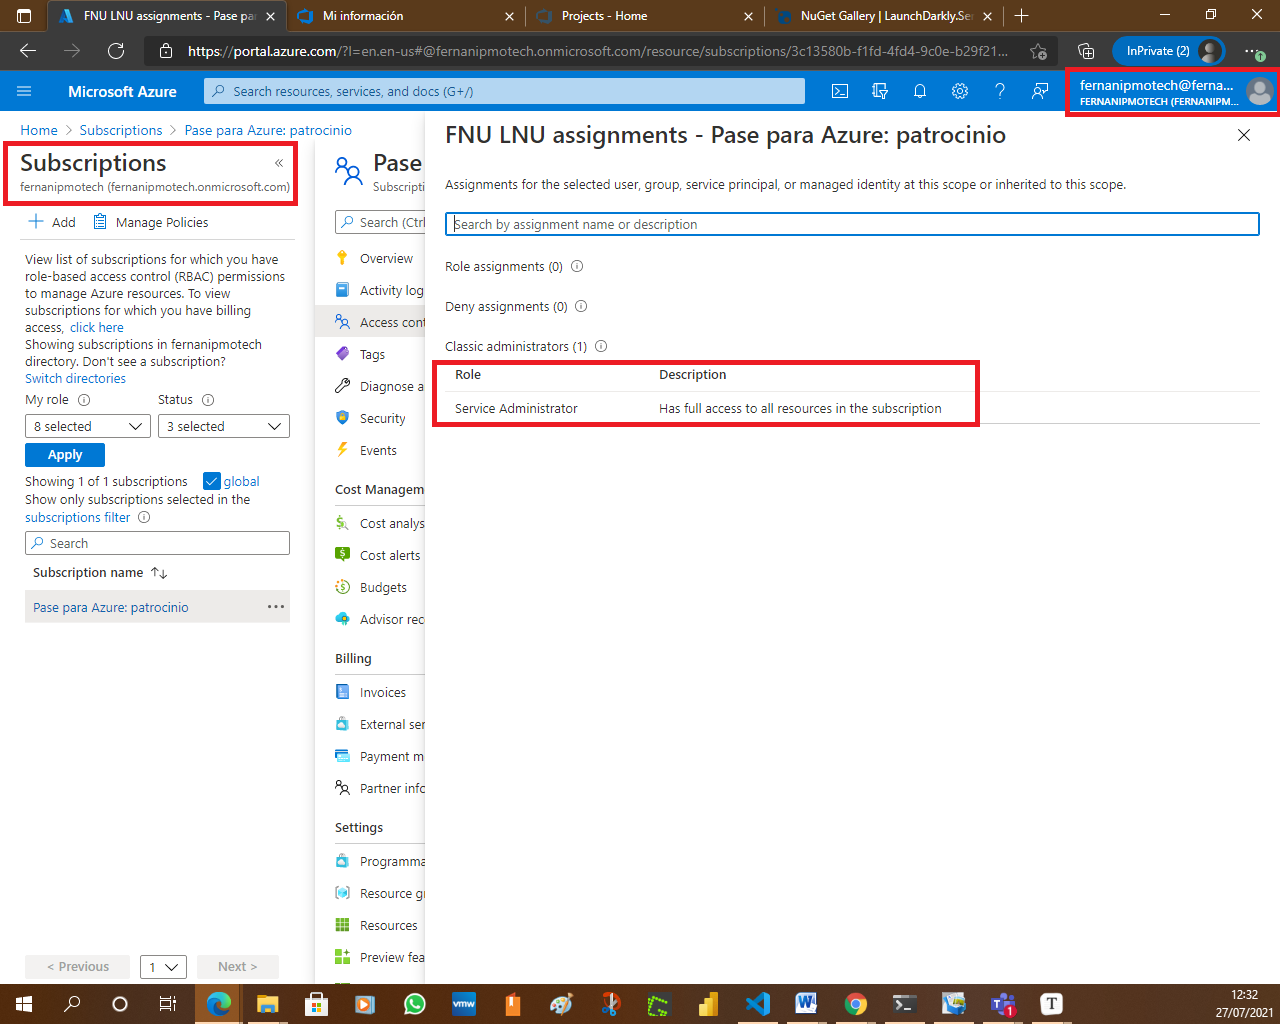 FNU LNU assignments - Pase par
Mi información
Projects - Home
NuGet Gallery | LaunchDarkly.Ser
https://portal.azure.com/?l=en.en-us#@fernanipmotech.onmicrosoft.com/resource/subscriptions/3c13580b-f1fd-4fd4-9c0e-b29f21...
InPrivate (2)
Microsoft Azure
Search resources, services, and docs (G+/)
fernanipmotech@ferna...
FERNANIPMOTECH (FERNANIPM...
Home > Subscriptions > Pase para Azure: patrocinio
Subscriptions
fernanipmotech (fernanipmotech.onmicrosoft.com)
Add
Manage Policies
View list of subscriptions for which you have
role-based access control (RBAC) permissions
to manage Azure resources. To view
subscriptions for which you have billing
access, click here
Showing subscriptions in fernanipmotech
directory. Don't see a subscription?
Switch directories
My role
Status
8 selected
3 selected
Apply
Showing 1 of 1 subscriptions
global
Show only subscriptions selected in the
subscriptions filter
Search
Subscription name
Pase para Azure: patrocinio
...
< Previous
1
Next >
Pase
Subscripti
Search (Ctrl
Overview
Activity log
Access cont
Tags
Diagnose a
Security
Events
Cost Managem
Cost analys
Cost alerts
Budgets
Advisor rec
Billing
Invoices
External ser
Payment m
Partner info
Settings
Programma
Resource gr
Resources
Preview fea
FNU LNU assignments - Pase para Azure: patrocinio
Assignments for the selected user, group, service principal, or managed identity at this scope or inherited to this scope.
Search by assignment name or description
Role assignments (0)
Deny assignments (0)
Classic administrators (1)
Role
Description
Service Administrator
Has full access to all resources in the subscription
vmw
1
T
12:32
27/07/2021